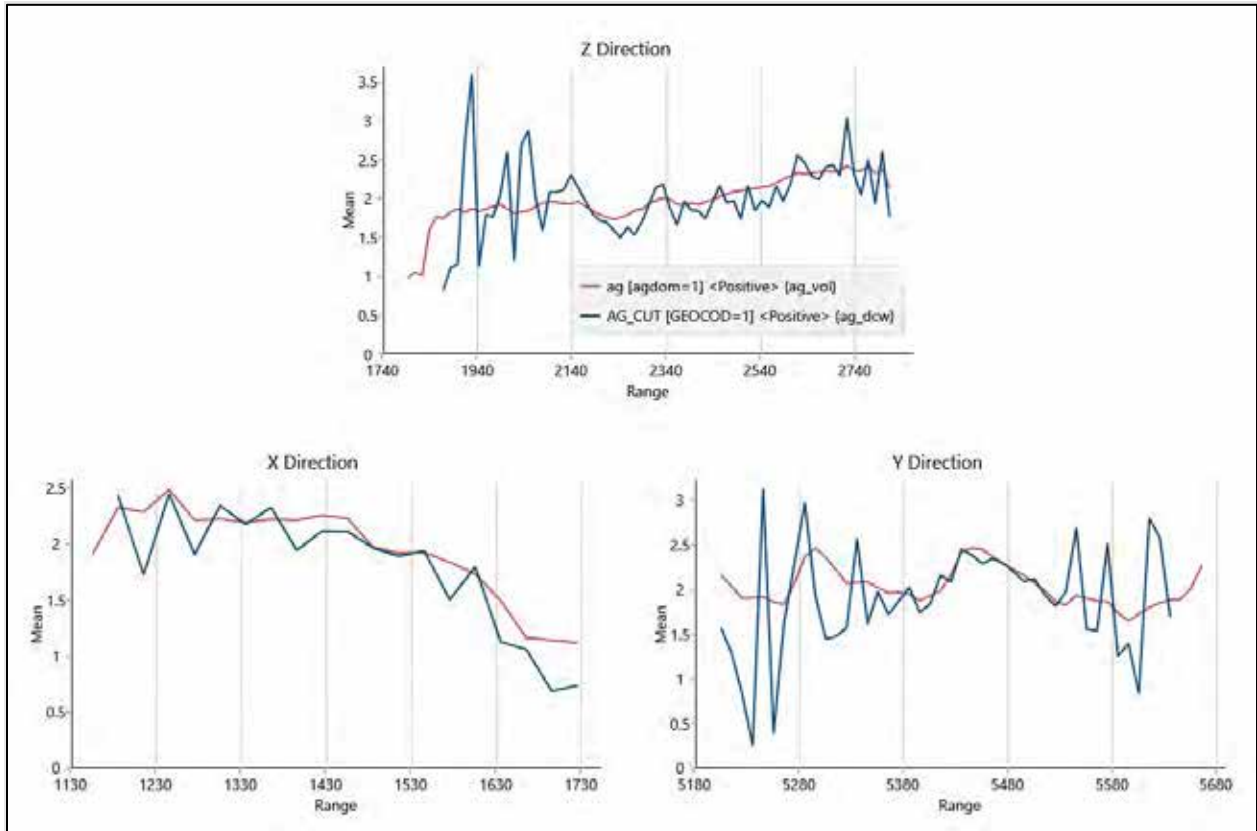 Z Direction
3.5
3
2.5
2
1.5
1
0.5
0
Mean
1740 1940 2140 2340 2540 2740
Range
ag [agdom=1] <Positive> {ag_vol}
AG_CUT [GEOCOD=1] <Positive> {ag_dcw}
X Direction
2.5
2
1.5
1
0.5
0
Mean
1130 1230 1330 1430 1530 1630 1730
Range
Y Direction
3
2.5
2
1.5
1
0.5
0
Mean
5180 5280 5380 5480 5580 5680
Range